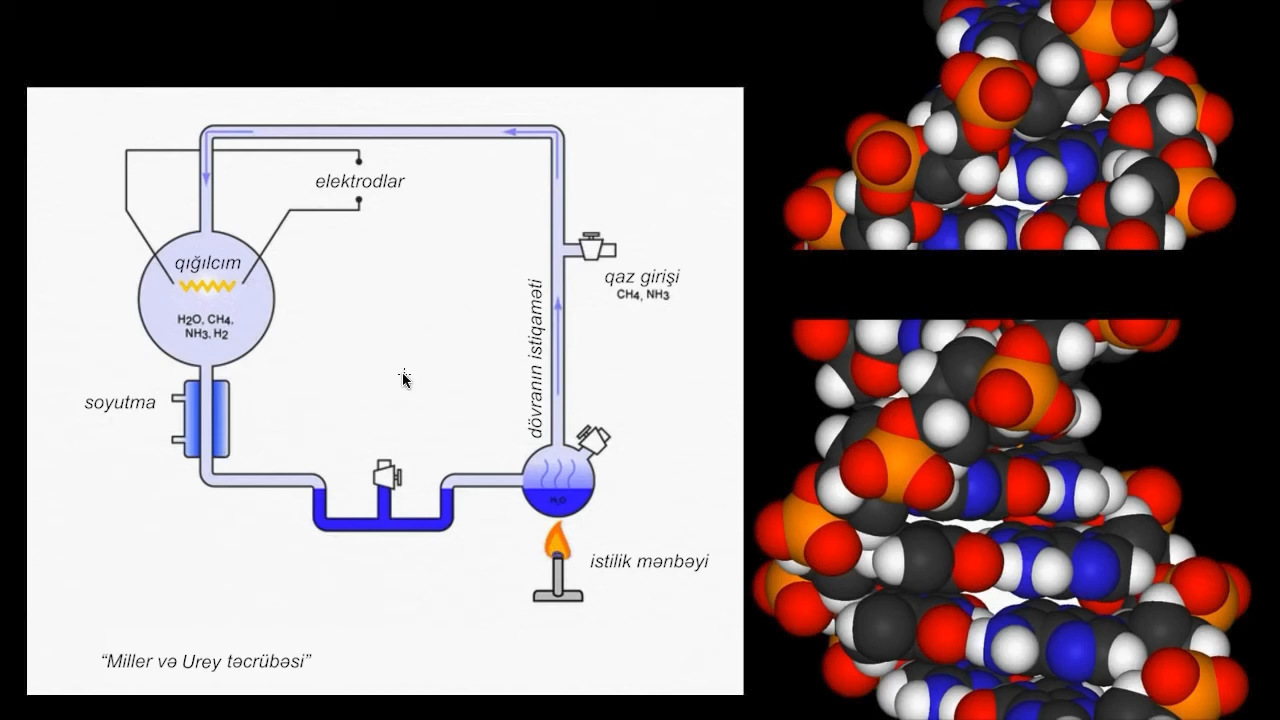 elektrodlar
qığılcım
H2O, CH4,
NH3, H2
qaz girişi
CH4, NH3
dövranın istiqaməti
soyutma
H2O
istilik mənbəyi
“Miller və Urey təcrübəsi”